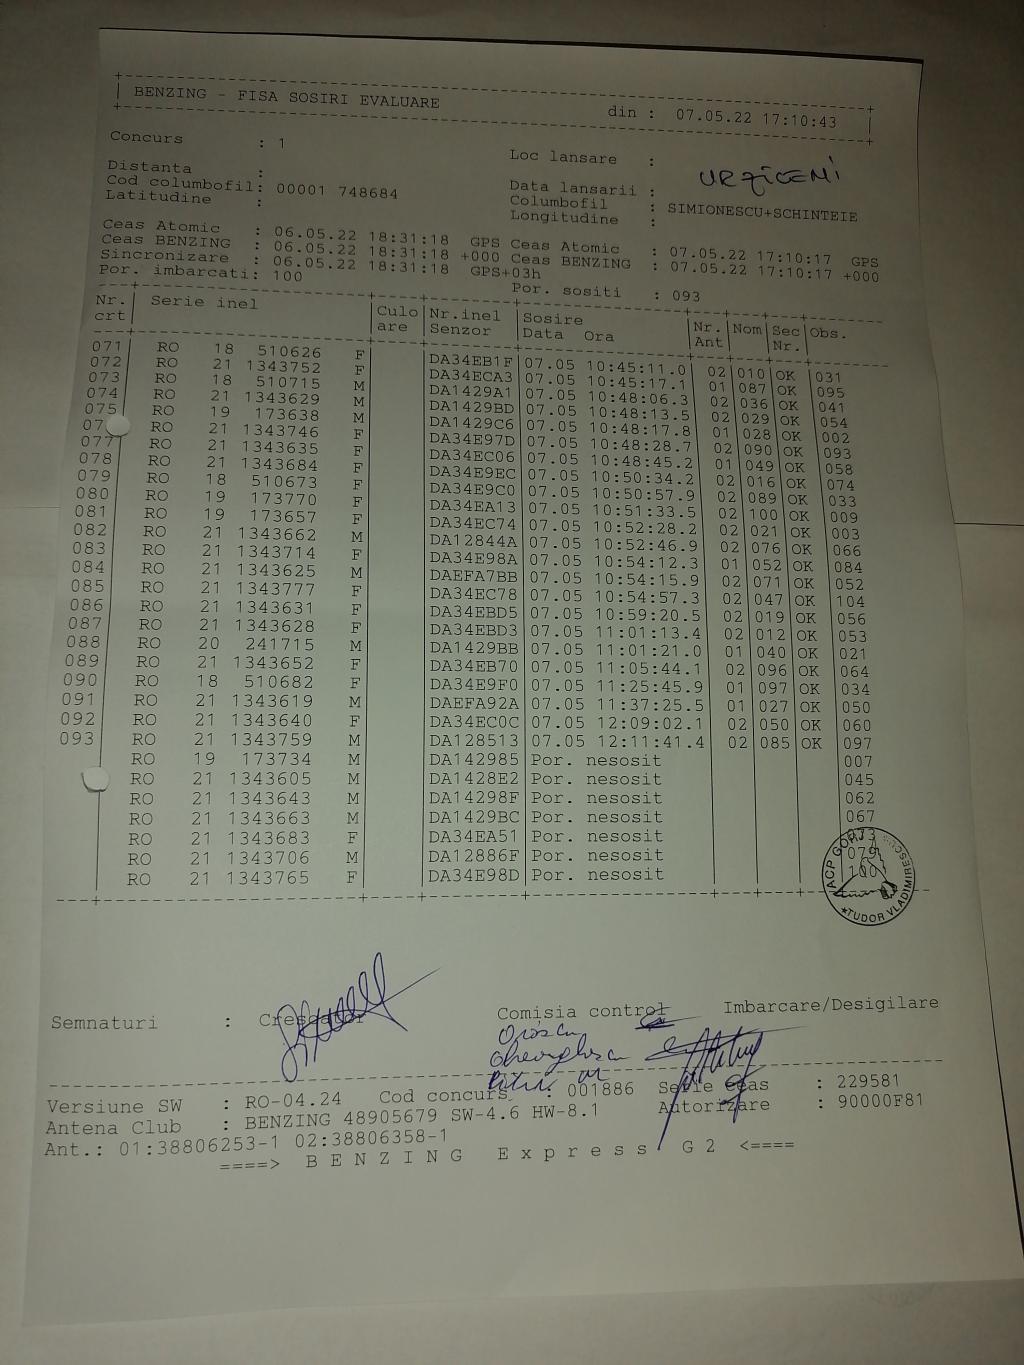 BENZING - FISA SOSIRI EVALUARE din : 07.05.22 17:10:43
Concurs : 1 Loc lansare : URZICENI
Distanta :
Cod columbofil: 00001 748684 Data lansarii :
Latitudine : Columbofil : SIMIONESCU+SCHINTEIE
Longitudine :
Ceas Atomic : 06.05.22 18:31:18 GPS Ceas Atomic : 07.05.22 17:10:17 GPS
Ceas BENZING : 06.05.22 18:31:18 +000 Ceas BENZING : 07.05.22 17:10:17 +000
Sincronizare : 06.05.22 18:31:18 GPS+03h
Por. imbarcati: 100 Por. sositi : 093
Nr. crt Serie inel Culo are Nr.inel Senzor Sosire Data Ora Nr. Ant Nom Sec Nr. Obs.
071 RO 18 510626 F DA34EB1F 07.05 10:45:11.0 02 010 OK 031
072 RO 21 1343752 F DA34ECA3 07.05 10:45:17.1 01 087 OK 095
073 RO 18 510715 M DA1429A1 07.05 10:48:06.3 02 036 OK 041
074 RO 21 1343629 M DA1429BD 07.05 10:48:13.5 02 029 OK 054
075 RO 19 173638 M DA1429C6 07.05 10:48:17.8 01 028 OK 002
07 RO 21 1343746 F DA34E97D 07.05 10:48:28.7 02 090 OK 093
077 RO 21 1343635 F DA34EC06 07.05 10:48:45.2 01 049 OK 058
078 RO 21 1343684 F DA34E9EC 07.05 10:50:34.2 02 016 OK 074
079 RO 18 510673 F DA34E9C0 07.05 10:50:57.9 02 089 OK 033
080 RO 19 173770 F DA34EA13 07.05 10:51:33.5 02 100 OK 009
081 RO 19 173657 F DA34EC74 07.05 10:52:28.2 02 021 OK 003
082 RO 21 1343662 M DA12844A 07.05 10:52:46.9 02 076 OK 066
083 RO 21 1343714 F DA34E98A 07.05 10:54:12.3 01 052 OK 084
084 RO 21 1343625 M DAEFA7BB 07.05 10:54:15.9 02 071 OK 052
085 RO 21 1343777 F DA34EC78 07.05 10:54:57.3 02 047 OK 104
086 RO 21 1343631 F DA34EBD5 07.05 10:59:20.5 02 019 OK 056
087 RO 21 1343628 F DA34EBD3 07.05 11:01:13.4 02 012 OK 053
088 RO 20 241715 M DA1429BB 07.05 11:01:21.0 01 040 OK 021
089 RO 21 1343652 F DA34EB70 07.05 11:05:44.1 02 096 OK 064
090 RO 18 510682 F DA34E9F0 07.05 11:25:45.9 01 097 OK 034
091 RO 21 1343619 M DAEFA92A 07.05 11:37:25.5 01 027 OK 050
092 RO 21 1343640 F DA34EC0C 07.05 12:09:02.1 02 050 OK 060
093 RO 21 1343759 M DA128513 07.05 12:11:41.4 02 085 OK 097
RO 19 173734 M DA142985 Por. nesosit 007
RO 21 1343605 M DA1428E2 Por. nesosit 045
RO 21 1343643 M DA14298F Por. nesosit 062
RO 21 1343663 M DA1429BC Por. nesosit 067
RO 21 1343683 F DA34EA51 Por. nesosit 073
RO 21 1343706 M DA12886F Por. nesosit 079
RO 21 1343765 F DA34E98D Por. nesosit 100
ACP GORJ
TUDOR VLADIMIRESCU
Semnaturi : Crescator Comisia control Imbarcare/Desigilare
Gheorghescu
Versiune SW : RO-04.24 Cod concurs : 001886 Serie ceas : 229581
Antena Club : BENZING 48905679 SW-4.6 HW-8.1 Autorizare : 90000F81
Ant.: 01:38806253-1 02:38806358-1
====> B E N Z I N G E x p r e s s G 2 <====